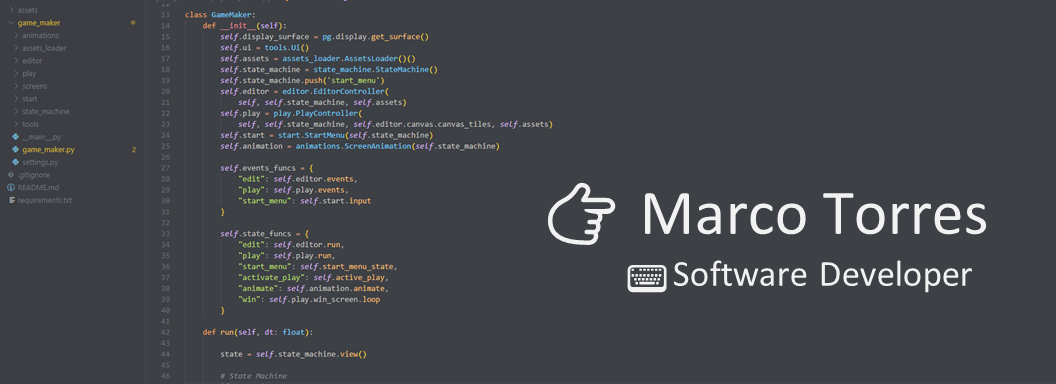 assets
game_maker
animations
assets_loader
editor
play
screens
start
state_machine
tools
__main__.py
game_maker.py 2
settings.py
.gitignore
README.md
requirements.txt
12
13 class GameMaker:
14 def __init__(self):
15 self.display_surface = pg.display.get_surface()
16 self.ui = tools.Ui()
17 self.assets = assets_loader.AssetsLoader()()
18 self.state_machine = state_machine.StateMachine()
19 self.state_machine.push('start_menu')
20 self.editor = editor.EditorController(
21 self, self.state_machine, self.assets)
22 self.play = play.PlayController(
23 self, self.state_machine, self.editor.canvas.canvas_tiles, self.assets)
24 self.start = start.StartMenu(self.state_machine)
25 self.animation = animations.ScreenAnimation(self.state_machine)
26
27 self.events_funcs = {
28 "edit": self.editor.events,
29 "play": self.play.events,
30 "start_menu": self.start.input
31 }
32
33 self.state_funcs = {
34 "edit": self.editor.run,
35 "play": self.play.run,
36 "start_menu": self.start_menu_state,
37 "activate_play": self.active_play,
38 "animate": self.animation.animate,
39 "win": self.play.win_screen.loop
40 }
41
42 def run(self, dt: float):
43
44 state = self.state_machine.view()
45
46 # State Machine
Marco Torres
Software Developer